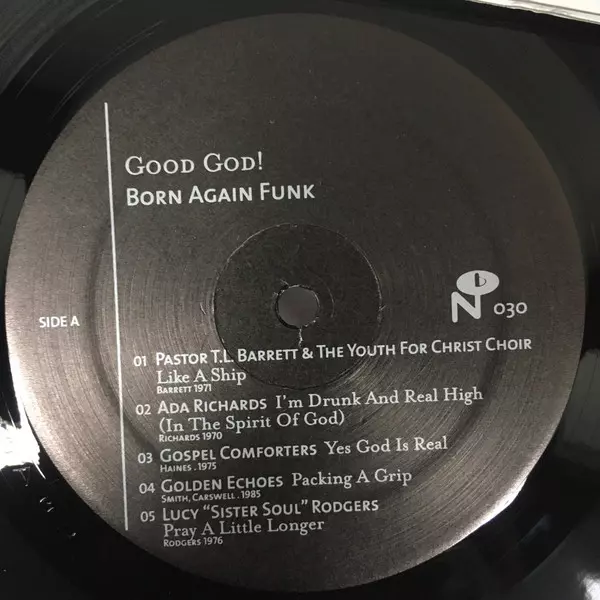 GOOD GOD!
BORN AGAIN FUNK
N 030
SIDE A
01 PASTOR T.L. BARRETT & THE YOUTH FOR CHRIST CHOIR
Like A Ship
BARRETT 1971
02 ADA RICHARDS I'm Drunk And Real High
(In The Spirit Of God)
RICHARDS 1970
03 GOSPEL COMFORTERS Yes God Is Real
HAINES . 1975
04 GOLDEN ECHOES Packing A Grip
SMITH, CARSWELL . 1985
05 LUCY "SISTER SOUL" RODGERS
Pray A Little Longer
RODGERS 1976